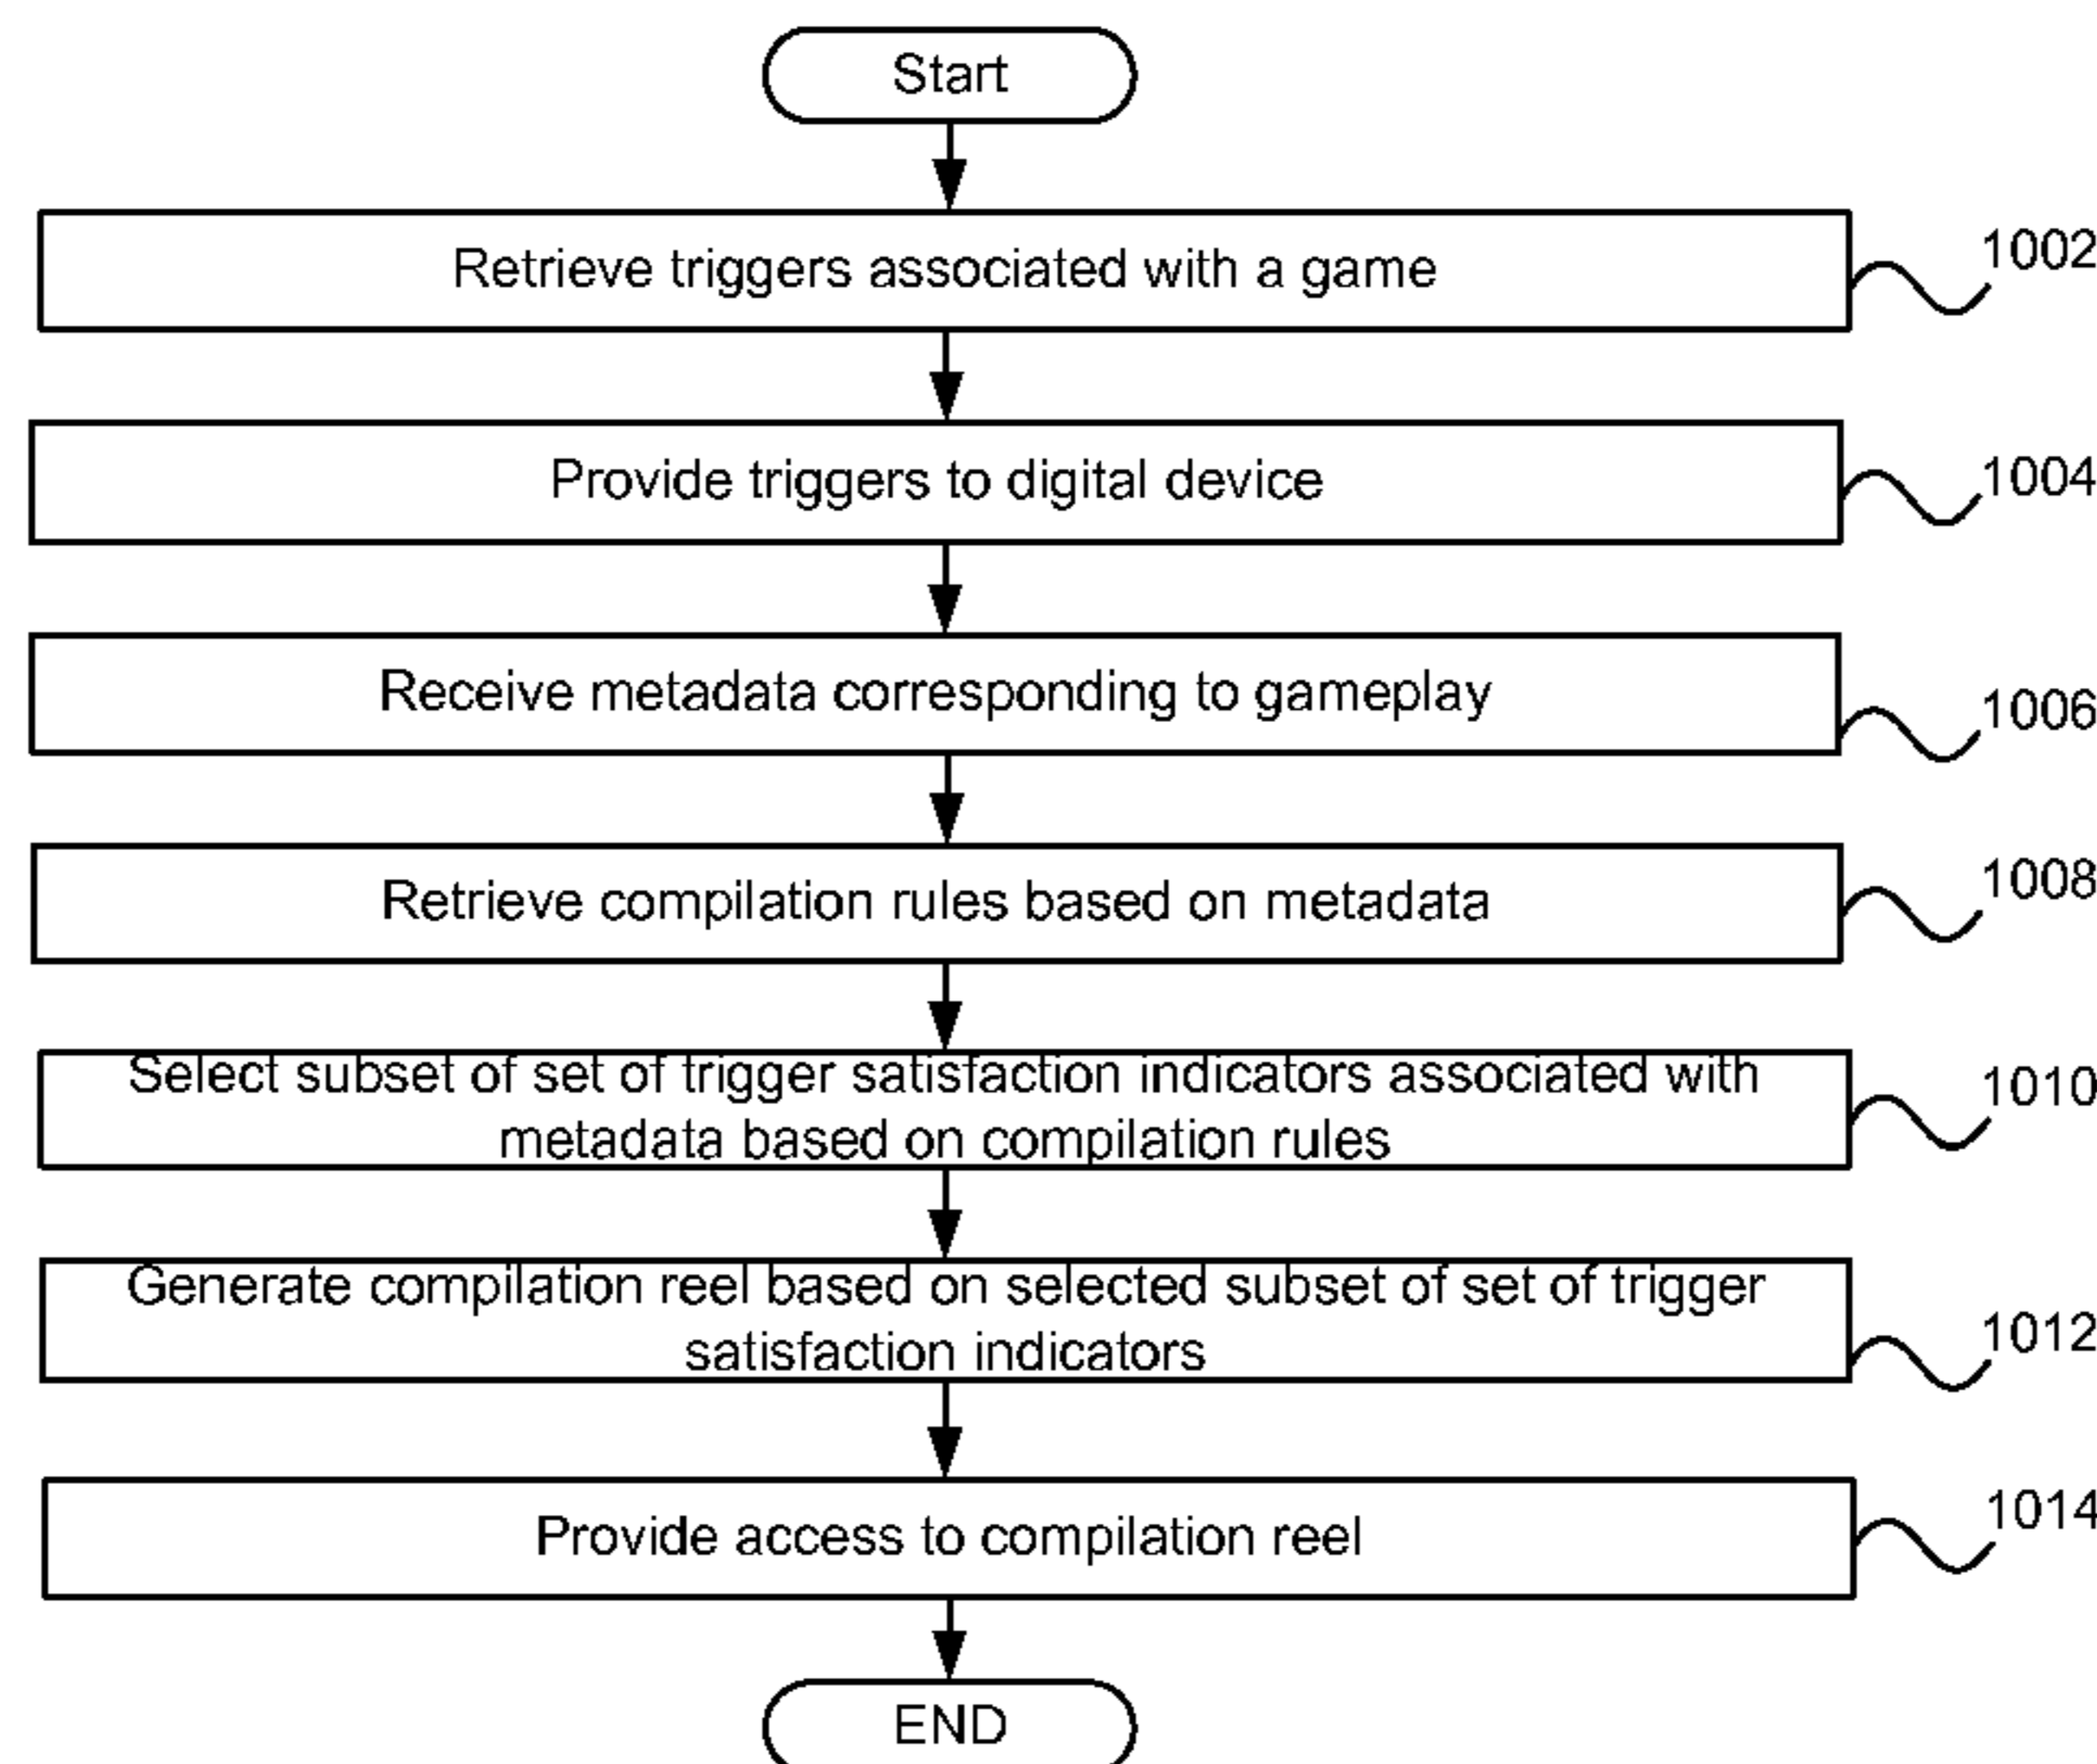 Start
Retrieve triggers associated with a game
1002
Provide triggers to digital device
1004
Receive metadata corresponding to gameplay
1006
Retrieve compilation rules based on metadata
1008
Select subset of set of trigger satisfaction indicators associated with
metadata based on compilation rules
1010
Generate compilation reel based on selected subset of set of trigger
satisfaction indicators
1012
Provide access to compilation reel
1014
END